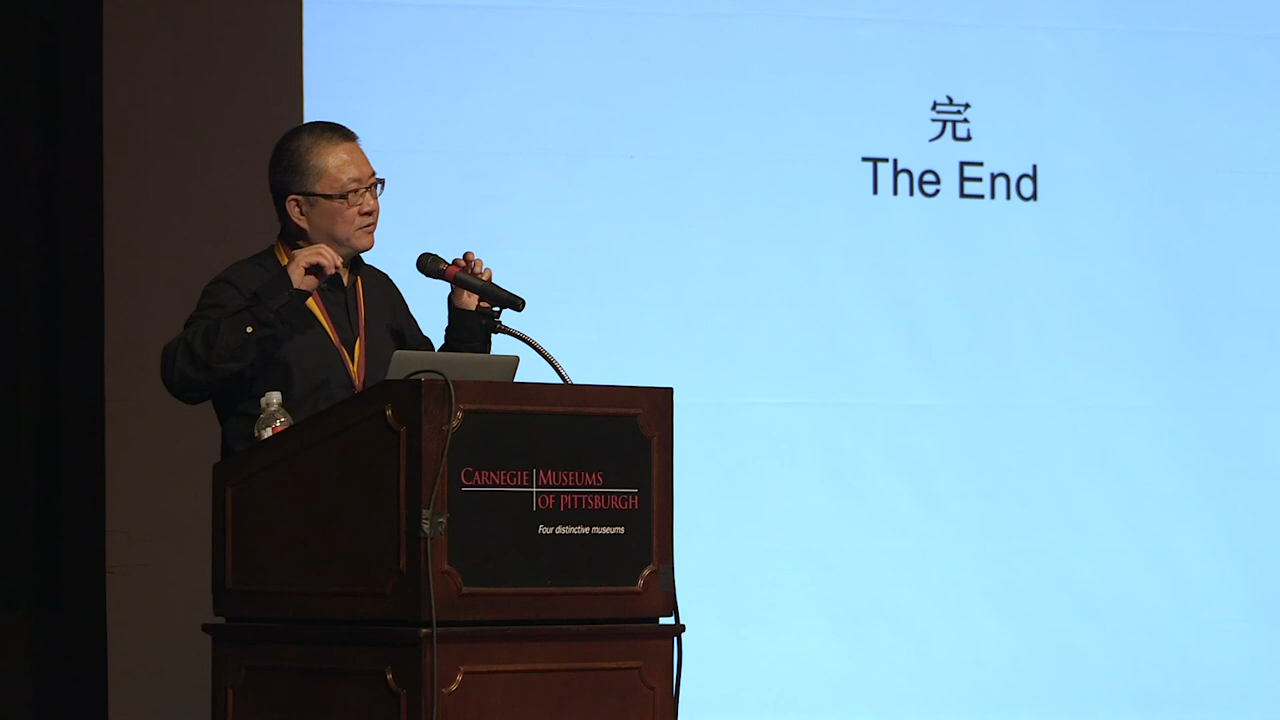 完
The End
CARNEGIE MUSEUMS
OF PITTSBURGH
Four distinctive museums